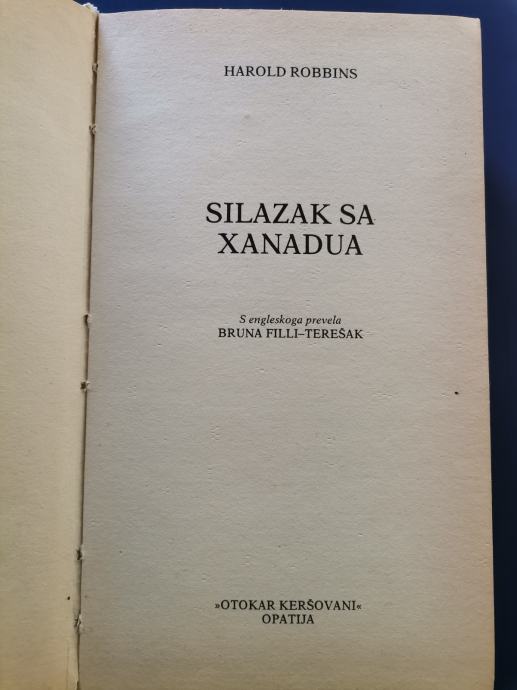 HAROLD ROBBINS
SILAZAK SA
XANADUA
S engleskoga prevela
BRUNA FILLI–TEREŠAK
»OTOKAR KERŠOVANI«
OPATIJA